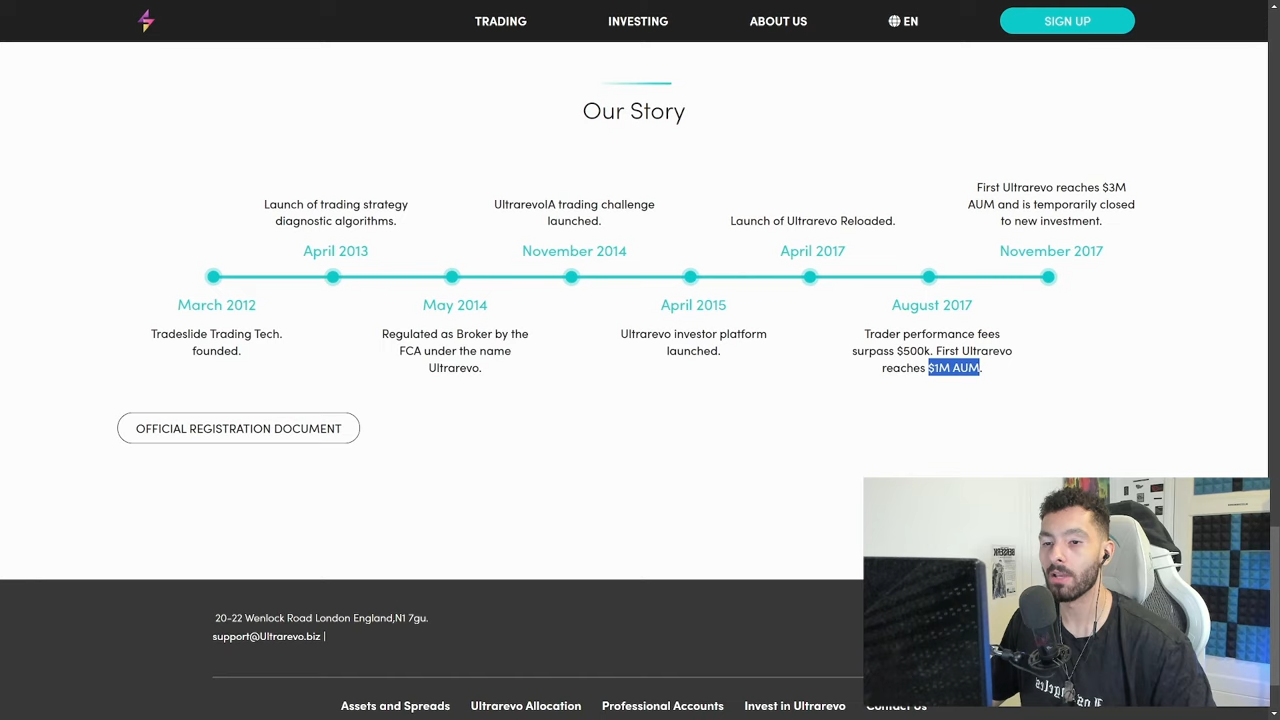 TRADING
INVESTING
ABOUT US
EN
SIGN UP
Our Story
Launch of trading strategy
diagnostic algorithms.
April 2013
UltrarevoIA trading challenge
launched.
November 2014
Launch of Ultrarevo Reloaded.
April 2017
First Ultrarevo reaches $3M
AUM and is temporarily closed
to new investment.
November 2017
March 2012
Tradeslide Trading Tech.
founded.
May 2014
Regulated as Broker by the
FCA under the name
Ultrarevo.
April 2015
Ultrarevo investor platform
launched.
August 2017
Trader performance fees
surpass $500k. First Ultrarevo
reaches $1M AUM.
OFFICIAL REGISTRATION DOCUMENT
20-22 Wenlock Road London England,N1 7gu.
support@Ultrarevo.biz |
Assets and Spreads
Ultrarevo Allocation
Professional Accounts
Invest in Ultrarevo
Contact Us
BERSERK